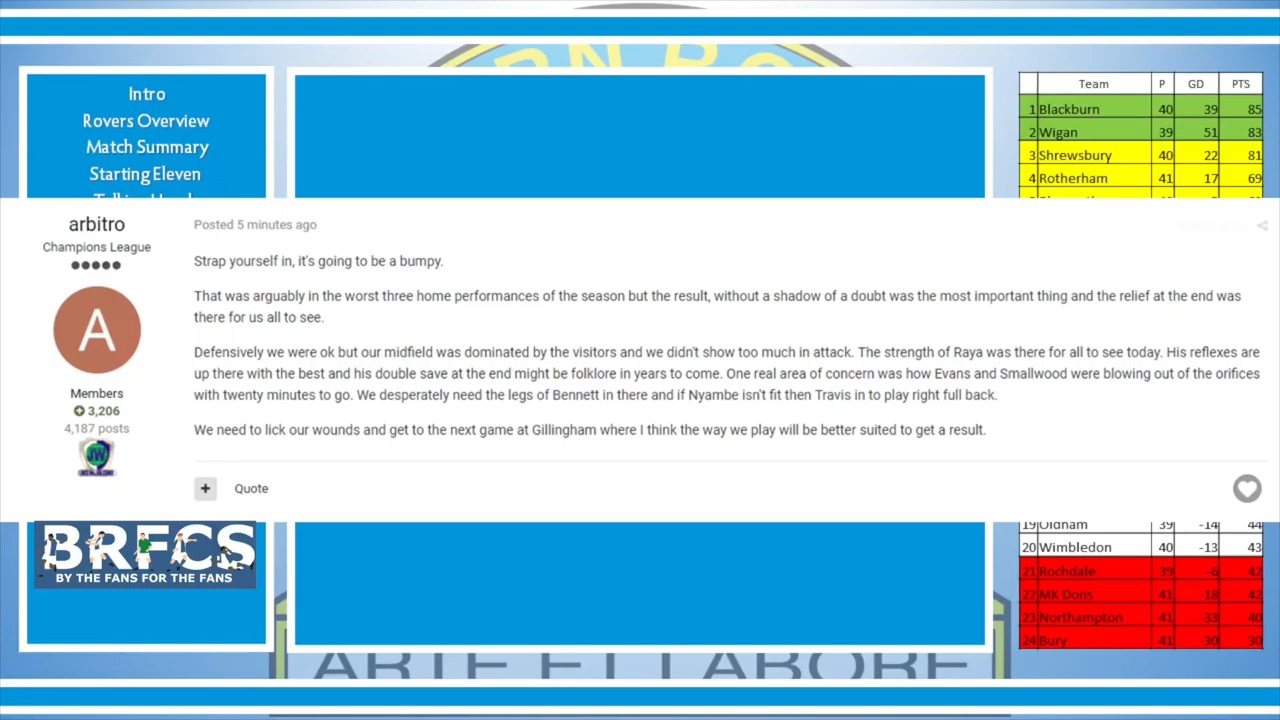 RN RO
Intro
Rovers Overview
Match Summary
Starting Eleven
Team P GD PTS
1 Blackburn 40 39 85
2 Wigan 39 51 83
3 Shrewsbury 40 22 81
4 Rotherham 41 17 69
arbitro
Champions League
A
Members
3,206
4,187 posts
JW
Posted 5 minutes ago
Strap yourself in, it's going to be a bumpy.
That was arguably in the worst three home performances of the season but the result, without a shadow of a doubt was the most important thing and the relief at the end was
there for us all to see.
Defensively we were ok but our midfield was dominated by the visitors and we didn't show too much in attack. The strength of Raya was there for all to see today. His reflexes are
up there with the best and his double save at the end might be folklore in years to come. One real area of concern was how Evans and Smallwood were blowing out of the orifices
with twenty minutes to go. We desperately need the legs of Bennett in there and if Nyambe isn't fit then Travis in to play right full back.
We need to lick our wounds and get to the next game at Gillingham where I think the way we play will be better suited to get a result.
+ Quote
BRFCS
BY THE FANS FOR THE FANS
19 Oldham 39 -14 44
20 Wimbledon 40 -13 43
21 Rochdale 39 -6 42
22 MK Dons 41 -18 42
23 Northampton 41 -33 40
24 Bury 41 -30 30
ARTE ET LABORE